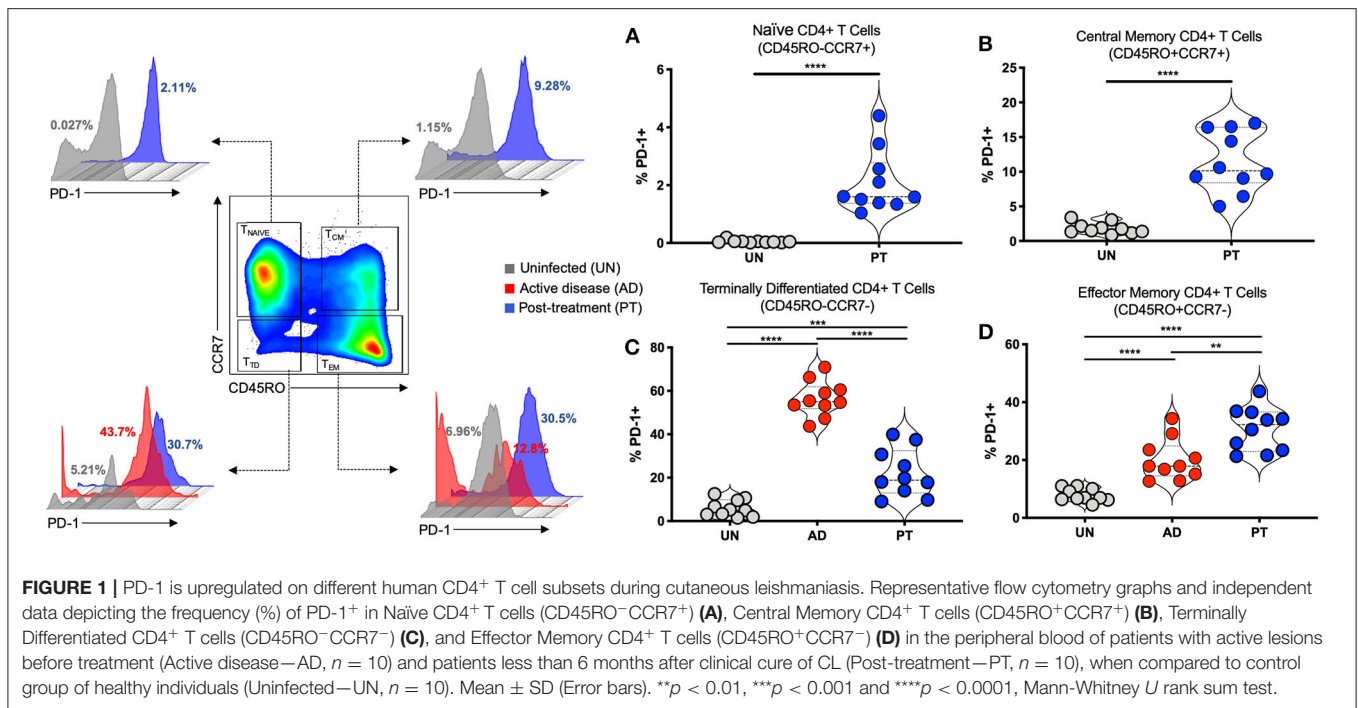 2.11%
0.027%
PD-1
9.28%
1.15%
PD-1
CCR7
T_NAIVE
T_CM
T_TD
T_EM
CD45RO
Uninfected (UN)
Active disease (AD)
Post-treatment (PT)
43.7%
30.7%
5.21%
PD-1
30.5%
6.96%
12.8%
PD-1
A
Naïve CD4+ T Cells
(CD45RO-CCR7+)
****
% PD-1+
6
4
2
0
UN PT
B
Central Memory CD4+ T Cells
(CD45RO+CCR7+)
****
% PD-1+
25
20
15
10
5
0
UN PT
C
Terminally Differentiated CD4+ T Cells
(CD45RO-CCR7-)
***
**** ****
% PD-1+
80
60
40
20
0
UN AD PT
D
Effector Memory CD4+ T Cells
(CD45RO+CCR7-)
****
**** **
% PD-1+
60
40
20
0
UN AD PT
FIGURE 1 | PD-1 is upregulated on different human CD4⁺ T cell subsets during cutaneous leishmaniasis. Representative flow cytometry graphs and independent
data depicting the frequency (%) of PD-1⁺ in Naïve CD4⁺ T cells (CD45RO⁻CCR7⁺) (A), Central Memory CD4⁺ T cells (CD45RO⁺CCR7⁺) (B), Terminally
Differentiated CD4⁺ T cells (CD45RO⁻CCR7⁻) (C), and Effector Memory CD4⁺ T cells (CD45RO⁺CCR7⁻) (D) in the peripheral blood of patients with active lesions
before treatment (Active disease—AD, n = 10) and patients less than 6 months after clinical cure of CL (Post-treatment—PT, n = 10), when compared to control
group of healthy individuals (Uninfected—UN, n = 10). Mean ± SD (Error bars). **p < 0.01, ***p < 0.001 and ****p < 0.0001, Mann-Whitney U rank sum test.